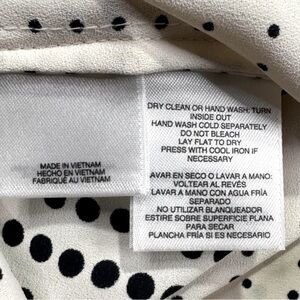 MADE IN VIETNAM
HECHO EN VIETNAM
FABRIQUÉ AU VIETNAM
DRY CLEAN OR HAND WASH: TURN
INSIDE OUT
HAND WASH COLD SEPARATELY
DO NOT BLEACH
LAY FLAT TO DRY
PRESS WITH COOL IRON IF
NECESSARY
AVAR EN SECO O LAVAR A MANO:
VOLTEAR AL REVÉS
LAVAR A MANO CON AGUA FRÍA
SEPARADO
NO UTILIZAR BLANQUEADOR
ESTIRE SOBRE SUPERFICIE PLANA
PARA SECAR
PLANCHA FRÍA SI ES NECESARIO